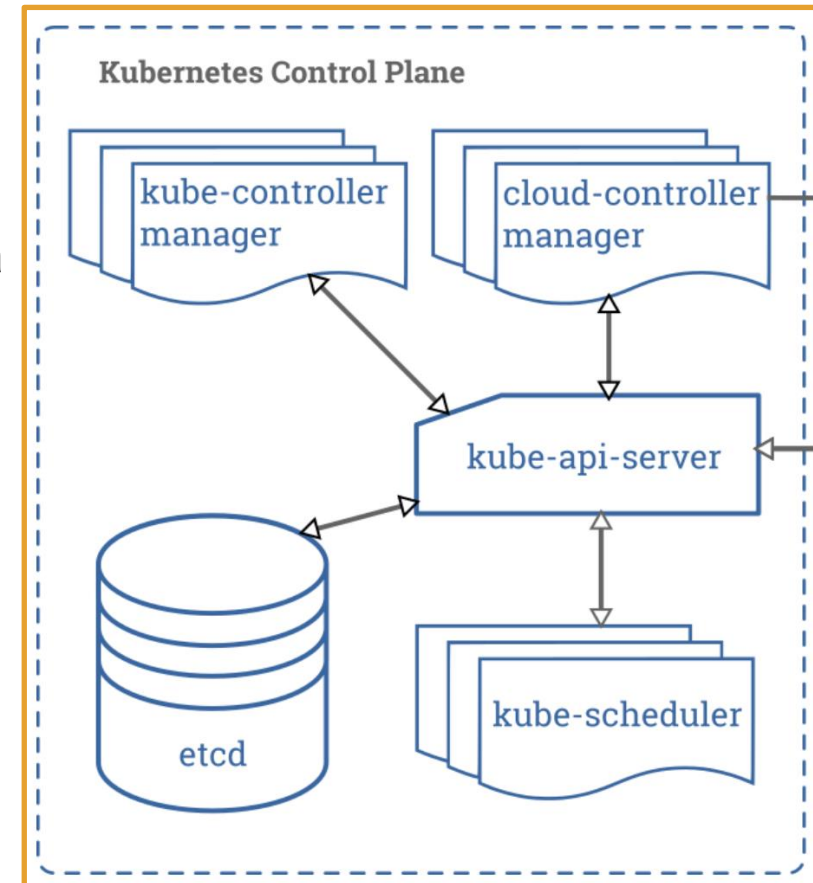 Kubernetes Control Plane
kube-controller
manager
cloud-controller
manager
kube-api-server
etcd
kube-scheduler